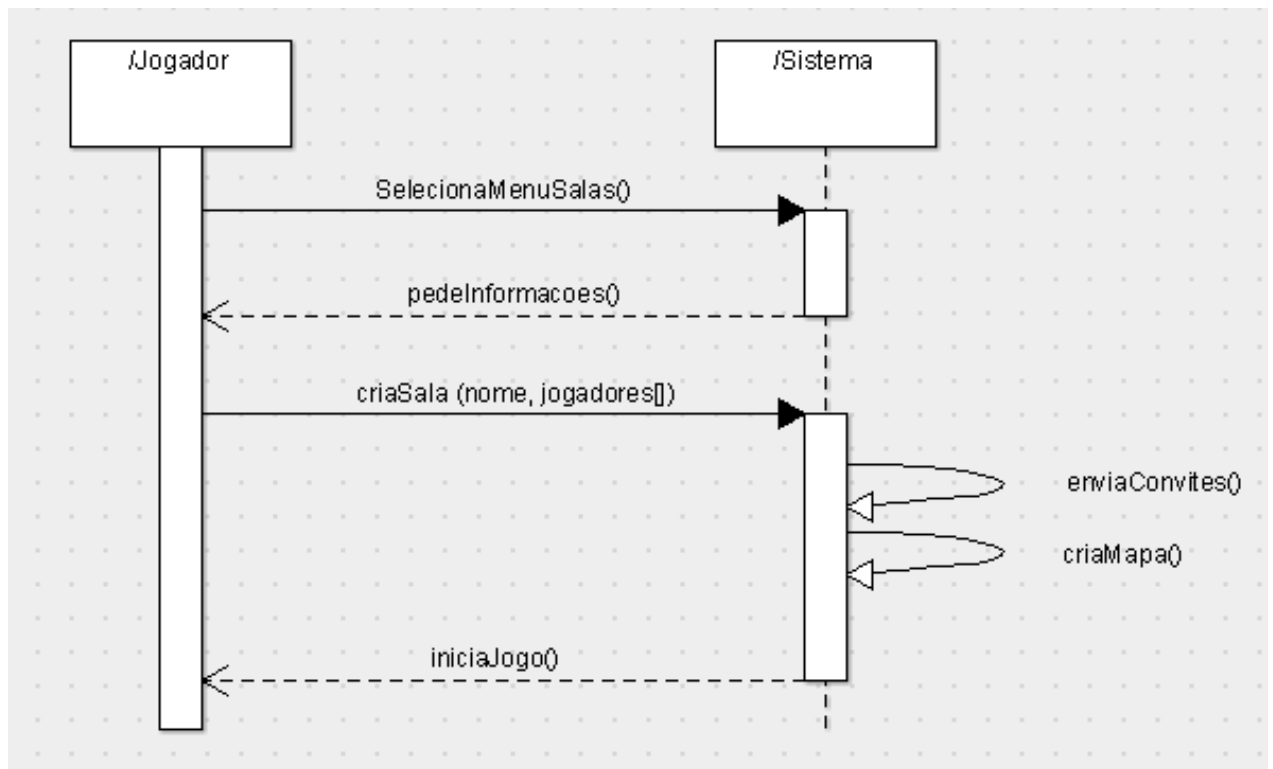 /Jogador
/Sistema
SelecionaMenuSalas()
pedeInformacoes()
criaSala (nome, jogadores[])
enviaConvites()
criaMapa()
iniciaJogo()